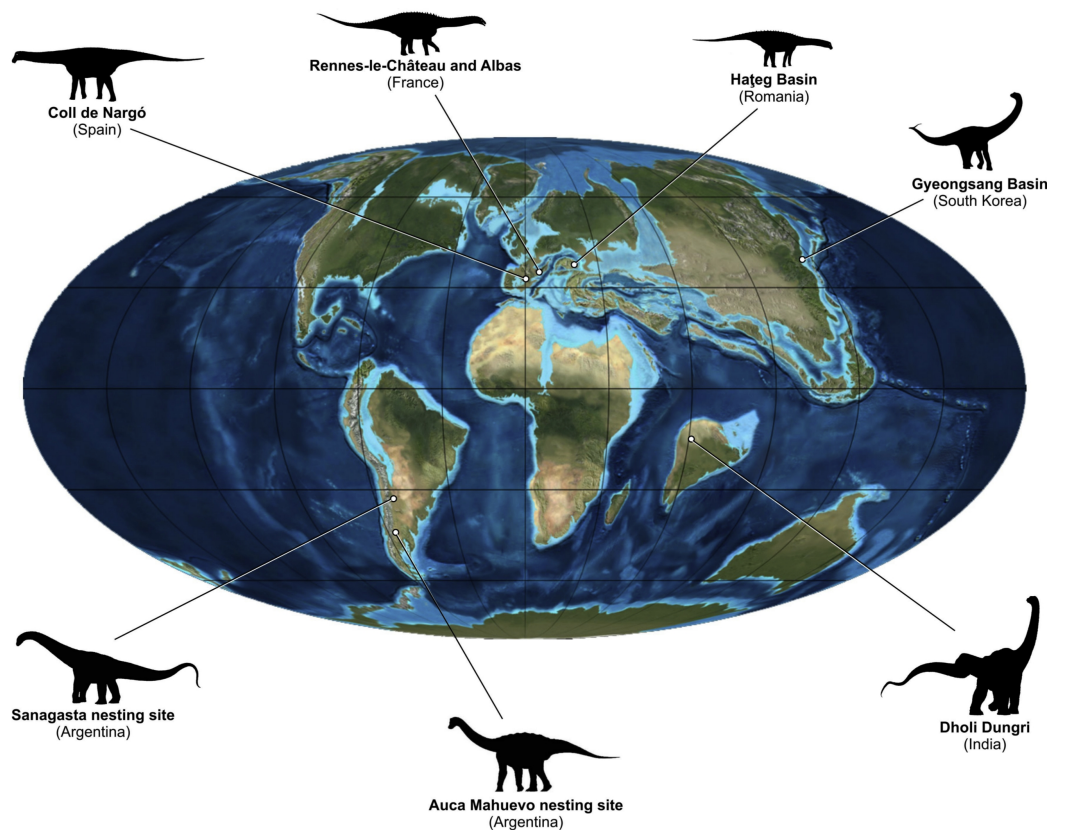 Rennes-le-Château and Albas
(France)
Haţeg Basin
(Romania)
Coll de Nargó
(Spain)
Gyeongsang Basin
(South Korea)
Sanagasta nesting site
(Argentina)
Dholi Dungri
(India)
Auca Mahuevo nesting site
(Argentina)